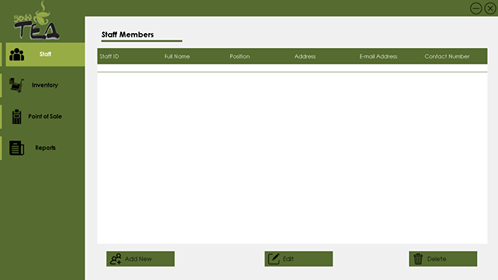 TEA
Staff
Inventory
Point of Sale
Reports
Staff Members
Staff ID Full Name Position Address E-mail Address Contact Number
Add New Edit Delete